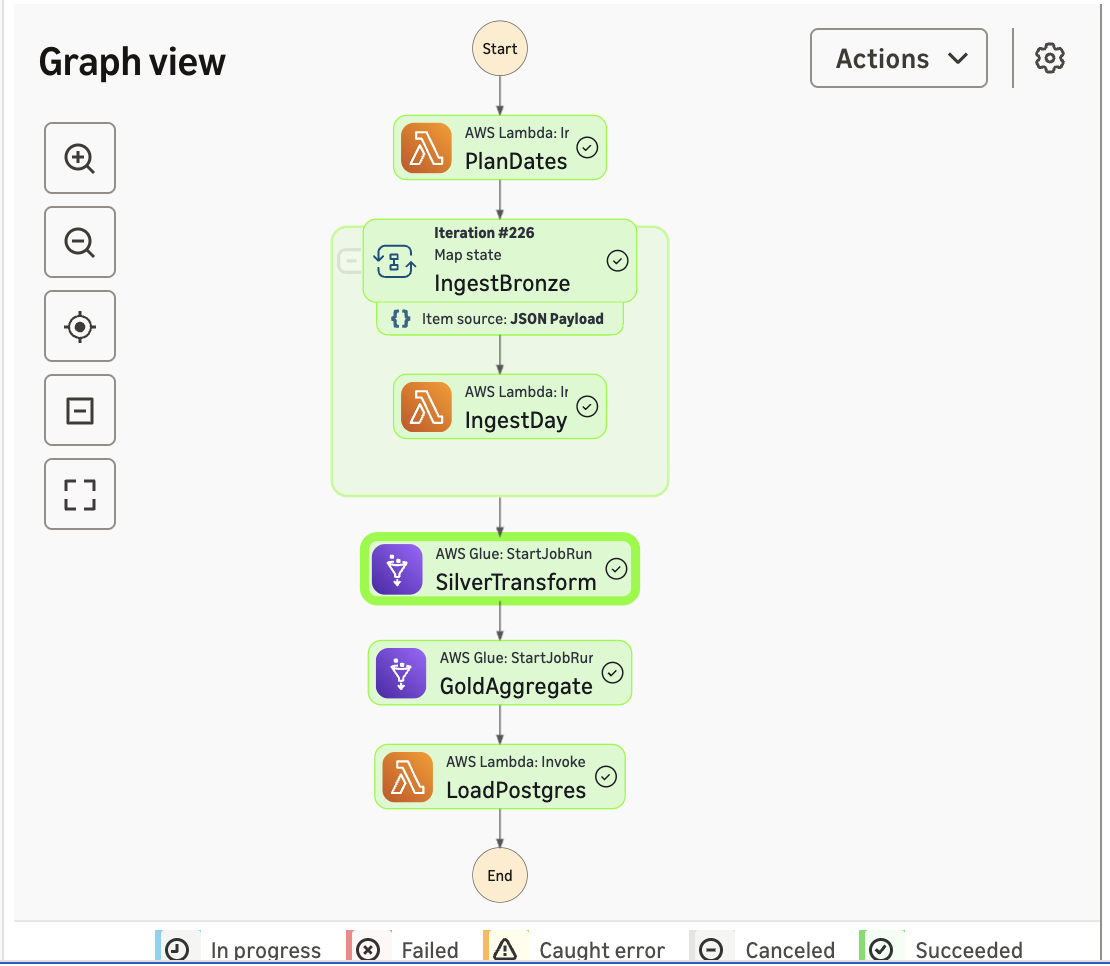 Graph view
Start
Actions
AWS Lambda: Ir
PlanDates
Iteration #226
Map state
IngestBronze
{} Item source: JSON Payload
AWS Lambda: Ir
IngestDay
AWS Glue: StartJobRun
SilverTransform
AWS Glue: StartJobRur
GoldAggregate
AWS Lambda: Invoke
LoadPostgres
End
In progress Failed Caught error Canceled Succeeded